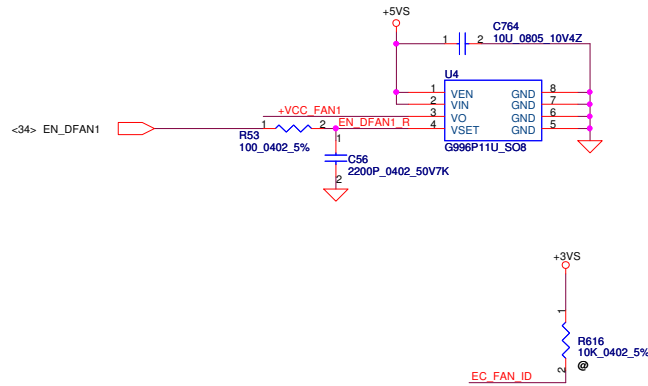 +5VS
C764
1 2 10U_0805_10V4Z
U4
1 VEN GND 8
2 VIN GND 7
+VCC_FAN1 3 VO GND 6
<34> EN_DFAN1 EN_DFAN1_R 4 VSET GND 5
1 2
R53
100_0402_5%
G996P11U_SO8
1
C56
2200P_0402_50V7K
2
+3VS
1
R616
10K_0402_5%
2 @
EC_FAN_ID